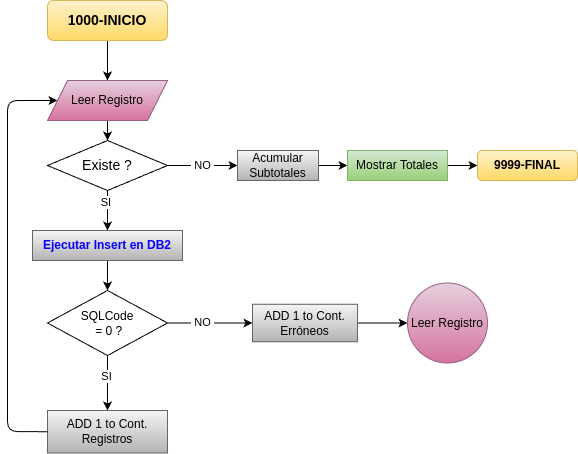 1000-INICIO
Leer Registro
Existe ?
NO
Acumular
Subtotales
Mostrar Totales
9999-FINAL
SI
Ejecutar Insert en DB2
SQLCode
= 0 ?
NO
ADD 1 to Cont.
Erróneos
Leer Registro
SI
ADD 1 to Cont.
Registros